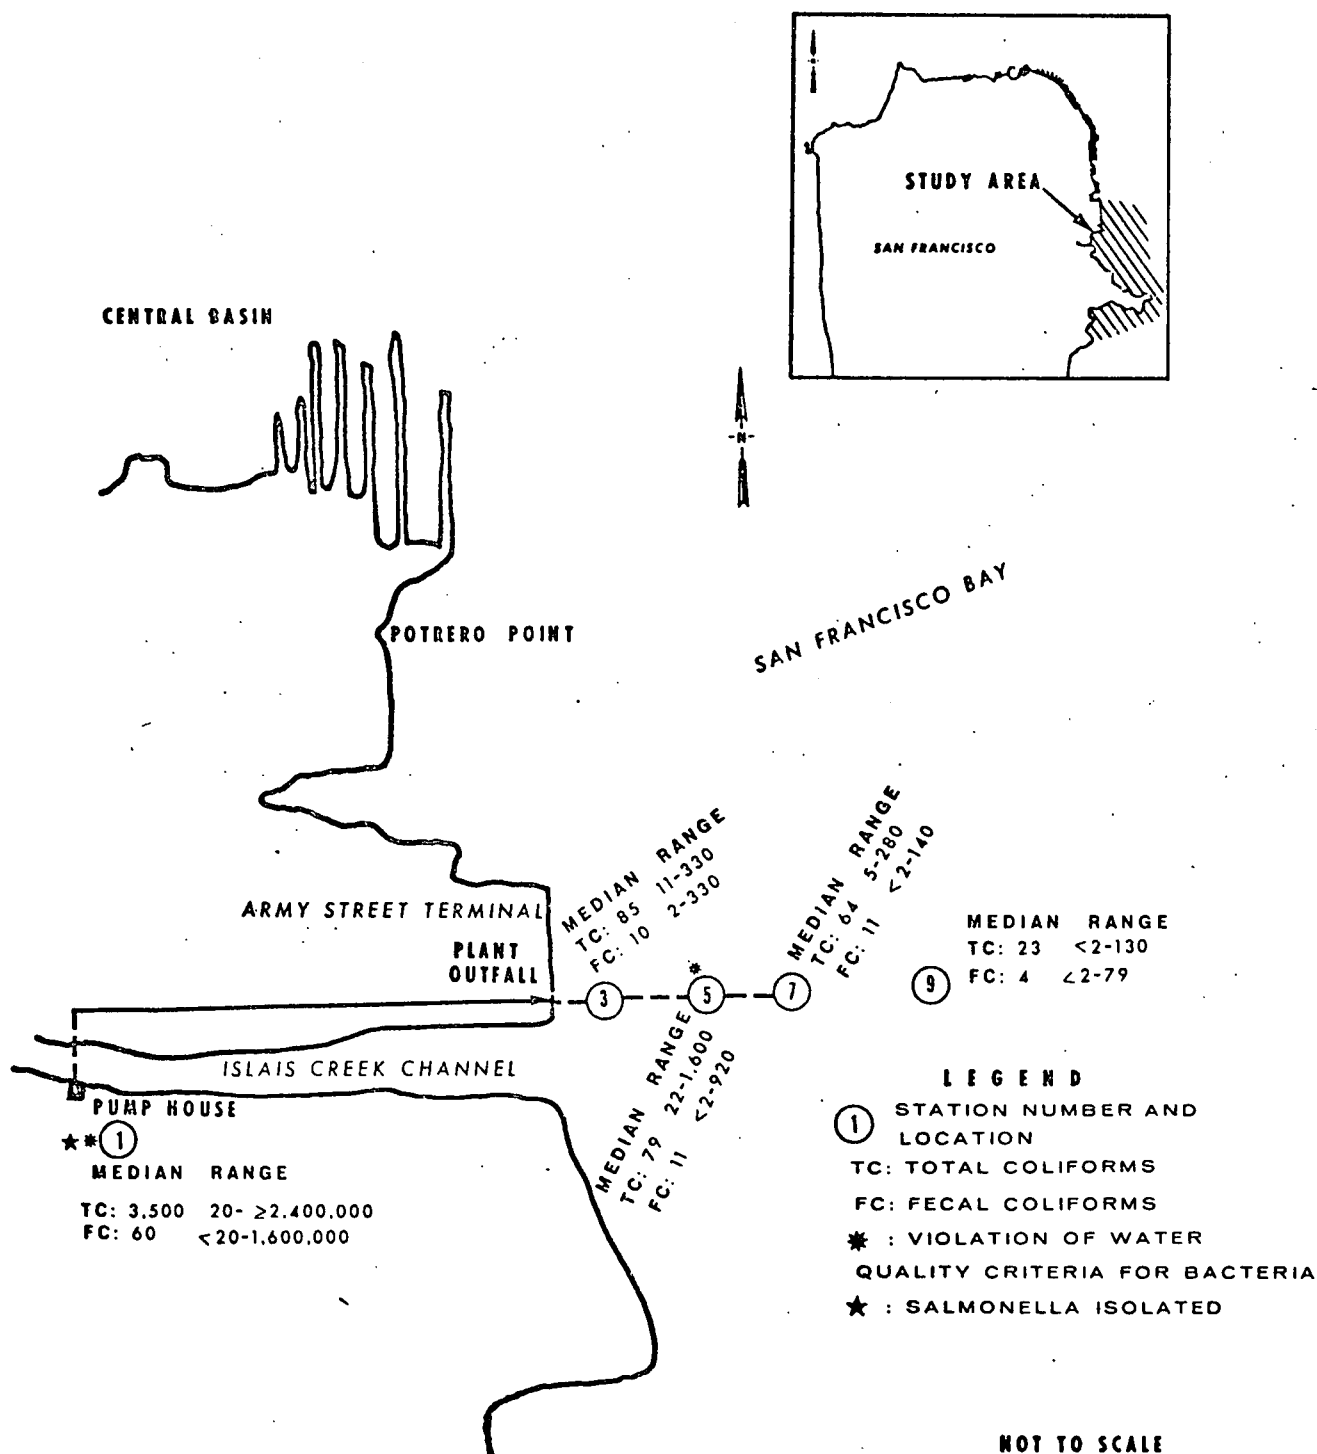 STUDY AREA
SAN FRANCISCO
CENTRAL BASIN
-N-
SAN FRANCISCO BAY
POTRERO POINT
MEDIAN RANGE
TC: 85 11-330
FC: 10 2-330
MEDIAN RANGE
TC: 64 5-280
FC: 11 <2-140
ARMY STREET TERMINAL
PLANT
OUTFALL
MEDIAN RANGE
TC: 23 <2-130
FC: 4 <2-79
3
* 5
7
9
MEDIAN RANGE
TC: 79 22-1,600
FC: 11 <2-920
ISLAIS CREEK CHANNEL
PUMP HOUSE
★* 1
MEDIAN RANGE
TC: 3,500 20- ≥2,400,000
FC: 60 <20-1,600,000
LEGEND
1 STATION NUMBER AND
LOCATION
TC: TOTAL COLIFORMS
FC: FECAL COLIFORMS
* : VIOLATION OF WATER
QUALITY CRITERIA FOR BACTERIA
★ : SALMONELLA ISOLATED
NOT TO SCALE